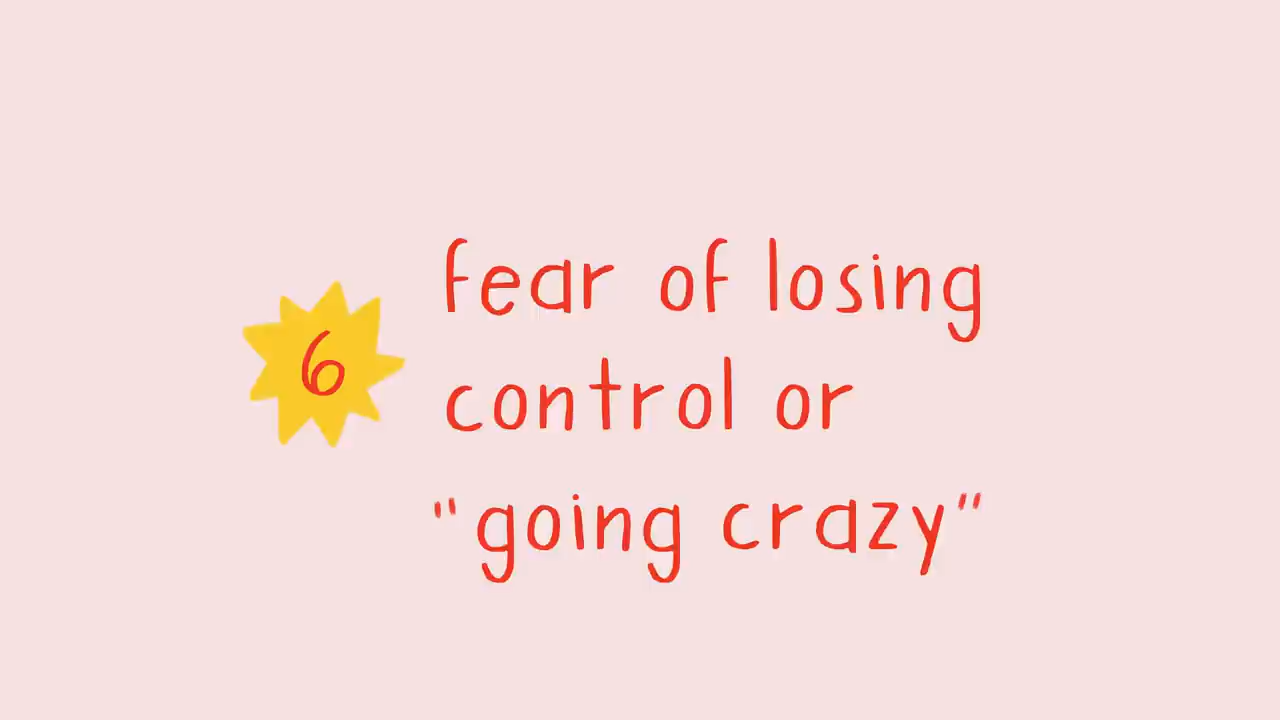 6
fear of losing
control or
"going crazy"